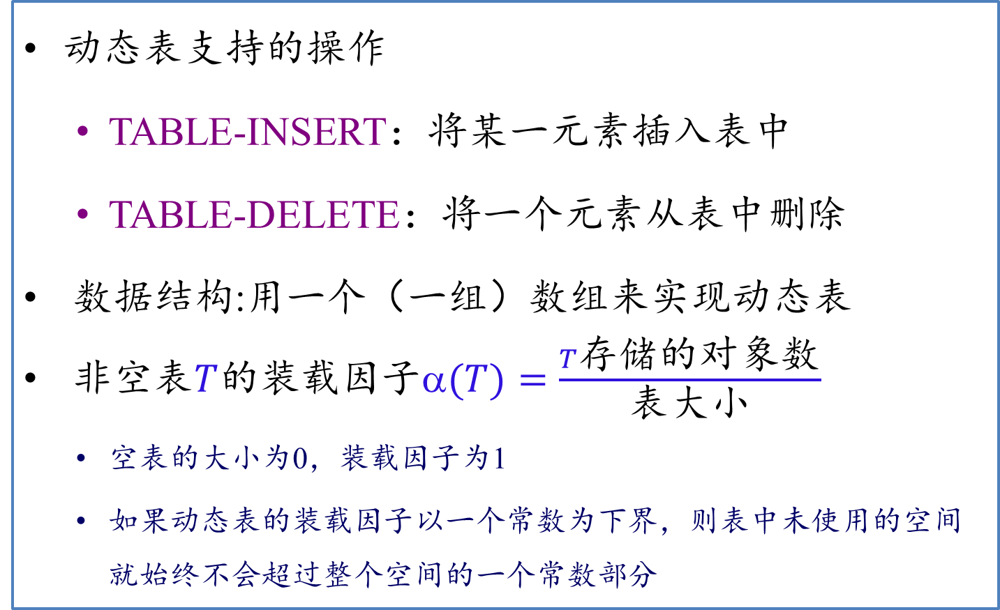 • 动态表支持的操作
• TABLE-INSERT：将某一元素插入表中
• TABLE-DELETE：将一个元素从表中删除
• 数据结构:用一个（一组）数组来实现动态表
• 非空表T的装载因子α(T) = T存储的对象数/表大小
• 空表的大小为0，装载因子为1
• 如果动态表的装载因子以一个常数为下界，则表中未使用的空间
就始终不会超过整个空间的一个常数部分